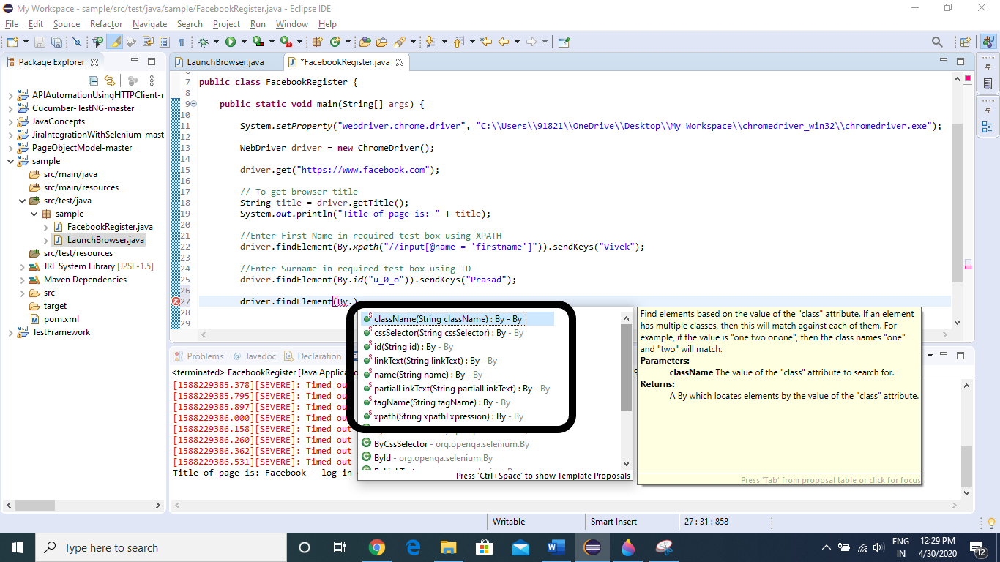 My Workspace - sample/src/test/java/sample/FacebookRegister.java - Eclipse IDE
File Edit Source Refactor Navigate Search Project Run Window Help
Package Explorer
APIAutomationUsingHTTPClient-r
Cucumber-TestNG-master
JavaConcepts
JiraIntegrationWithSelenium-mast
PageObjectModel-master
sample
src/main/java
src/main/resources
src/test/java
sample
FacebookRegister.java
LaunchBrowser.java
src/test/resources
JRE System Library [J2SE-1.5]
Maven Dependencies
src
target
pom.xml
TestFramework
LaunchBrowser.java *FacebookRegister.java
7 public class FacebookRegister {
8
9 public static void main(String[] args) {
10
11 System.setProperty("webdriver.chrome.driver", "C:\\Users\\91821\\OneDrive\\Desktop\\My Workspace\\chromedriver_win32\\chromedriver.exe");
12
13 WebDriver driver = new ChromeDriver();
14
15 driver.get("https://www.facebook.com");
16
17 // To get browser title
18 String title = driver.getTitle();
19 System.out.println("Title of page is: " + title);
20
21 //Enter First Name in required test box using XPATH
22 driver.findElement(By.xpath("//input[@name = 'firstname']")).sendKeys("Vivek");
23
24 //Enter Surname in required test box using ID
25 driver.findElement(By.id("u_0_o")).sendKeys("Prasad");
26
27 driver.findElement(By.)
28
29
className(String className) : By - By
cssSelector(String cssSelector) : By - By
id(String id) : By - By
linkText(String linkText) : By - By
name(String name) : By - By
partialLinkText(String partialLinkText) : By - By
tagName(String tagName) : By - By
xpath(String xpathExpression) : By - By
ByCssSelector - org.openqa.selenium.By
ById - org.openqa.selenium.By
Press 'Ctrl+Space' to show Template Proposals
Find elements based on the value of the "class" attribute. If an element
has multiple classes, then this will match against each of them. For
example, if the value is "one two onone", then the class names "one"
and "two" will match.
Parameters:
className The value of the "class" attribute to search for.
Returns:
A By which locates elements by the value of the "class" attribute.
Press 'Tab' from proposal table or click for focus
Problems @ Javadoc Declaration
<terminated> FacebookRegister [Java Applic
[1588229385.378][SEVERE]: Timed ou
[1588229385.795][SEVERE]: Timed out
[1588229385.897][SEVERE]: Timed out
[1588229386.000][SEVERE]: Timed out
[1588229386.158][SEVERE]: Timed out
[1588229386.260][SEVERE]: Timed out
[1588229386.362][SEVERE]: Timed out
[1588229386.531][SEVERE]: Timed out
Title of page is: Facebook – log in
Writable Smart Insert 27 : 31 : 858
Type here to search
ENG
IN
12:29 PM
4/30/2020
12